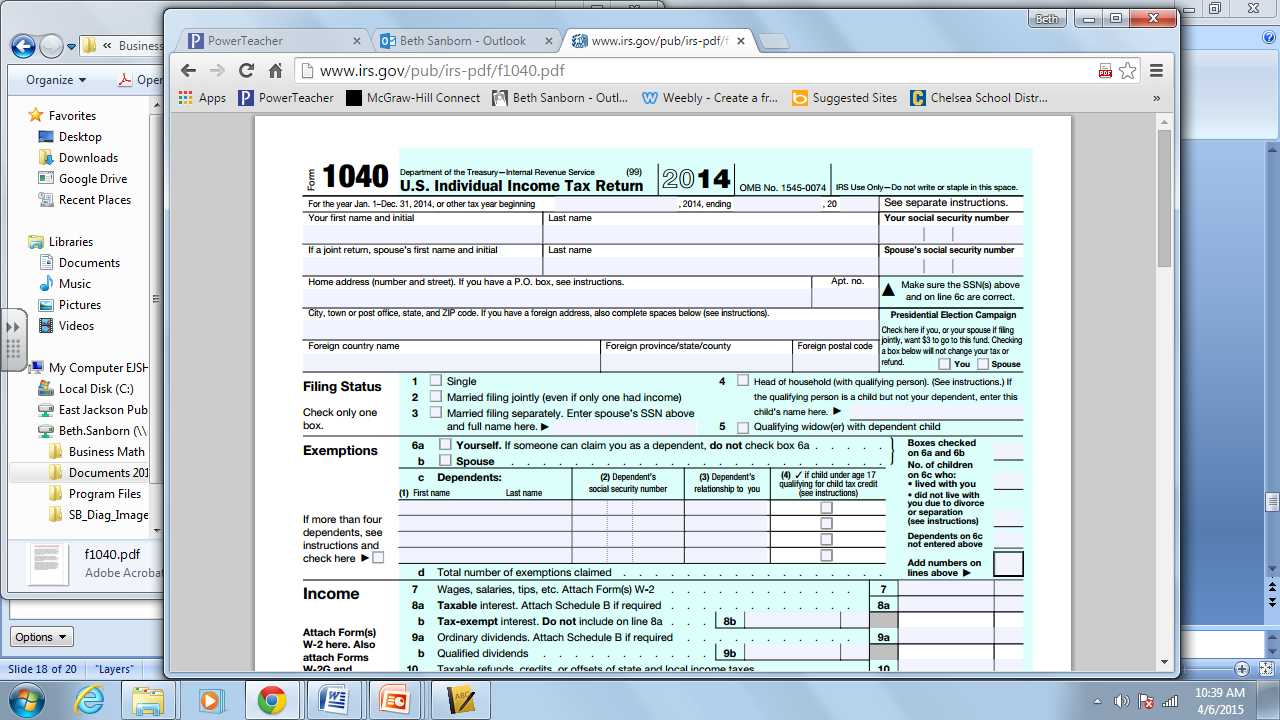 Beth
PowerTeacher
Beth Sanborn - Outlook
www.irs.gov/pub/irs-pdf/f
www.irs.gov/pub/irs-pdf/f1040.pdf
Apps
PowerTeacher
McGraw-Hill Connect
Beth Sanborn - Outl...
Weebly - Create a fr...
Suggested Sites
Chelsea School Distr...
»
« Business
Organize
Favorites
Desktop
Downloads
Google Drive
Recent Places
Libraries
Documents
Music
Pictures
Videos
My Computer EJSH
Local Disk (C:)
East Jackson Pub
Beth.Sanborn (\\
Business Math
Documents 201
Program Files
SB_Diag_Image
f1040.pdf
Adobe Acrobat
Options
Slide 18 of 20
"Layers"
Form 1040
Department of the Treasury—Internal Revenue Service (99)
U.S. Individual Income Tax Return
2014
OMB No. 1545-0074
IRS Use Only—Do not write or staple in this space.
For the year Jan. 1–Dec. 31, 2014, or other tax year beginning , 2014, ending , 20
See separate instructions.
Your first name and initial
Last name
Your social security number
If a joint return, spouse's first name and initial
Last name
Spouse's social security number
Home address (number and street). If you have a P.O. box, see instructions.
Apt. no.
▲ Make sure the SSN(s) above
and on line 6c are correct.
City, town or post office, state, and ZIP code. If you have a foreign address, also complete spaces below (see instructions).
Foreign country name
Foreign province/state/county
Foreign postal code
Presidential Election Campaign
Check here if you, or your spouse if filing
jointly, want $3 to go to this fund. Checking
a box below will not change your tax or
refund. You Spouse
Filing Status
Check only one
box.
1 Single
2 Married filing jointly (even if only one had income)
3 Married filing separately. Enter spouse's SSN above
and full name here. ▶
4 Head of household (with qualifying person). (See instructions.) If
the qualifying person is a child but not your dependent, enter this
child's name here. ▶
5 Qualifying widow(er) with dependent child
Exemptions
6a Yourself. If someone can claim you as a dependent, do not check box 6a . . . . .
b Spouse . . . . . . . . . . . . . . . . . . . . . . . .
c Dependents:
(1) First name Last name
(2) Dependent's
social security number
(3) Dependent's
relationship to you
(4) ✓ if child under age 17
qualifying for child tax credit
(see instructions)
If more than four
dependents, see
instructions and
check here ▶
d Total number of exemptions claimed . . . . . . . . . . . . . . . . .
Boxes checked
on 6a and 6b
No. of children
on 6c who:
• lived with you
• did not live with
you due to divorce
or separation
(see instructions)
Dependents on 6c
not entered above
Add numbers on
lines above ▶
Income
Attach Form(s)
W-2 here. Also
attach Forms
W-2G and
7 Wages, salaries, tips, etc. Attach Form(s) W-2 . . . . . . . . . . . . 7
8a Taxable interest. Attach Schedule B if required . . . . . . . . . . . . 8a
b Tax-exempt interest. Do not include on line 8a . . . 8b
9a Ordinary dividends. Attach Schedule B if required . . . . . . . . . . . 9a
b Qualified dividends . . . . . . . . . . . 9b
10 Taxable refunds, credits, or offsets of state and local income taxes 10
10:39 AM
4/6/2015